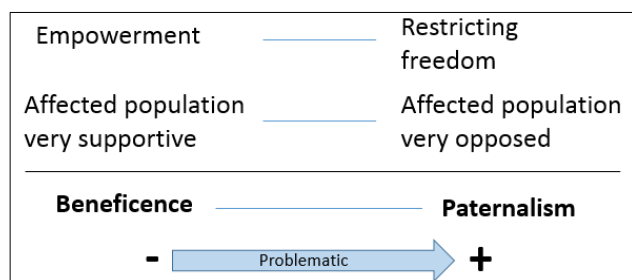 Empowerment
Restricting
freedom
Affected population
very supportive
Affected population
very opposed
Beneficence
Paternalism
- Problematic +